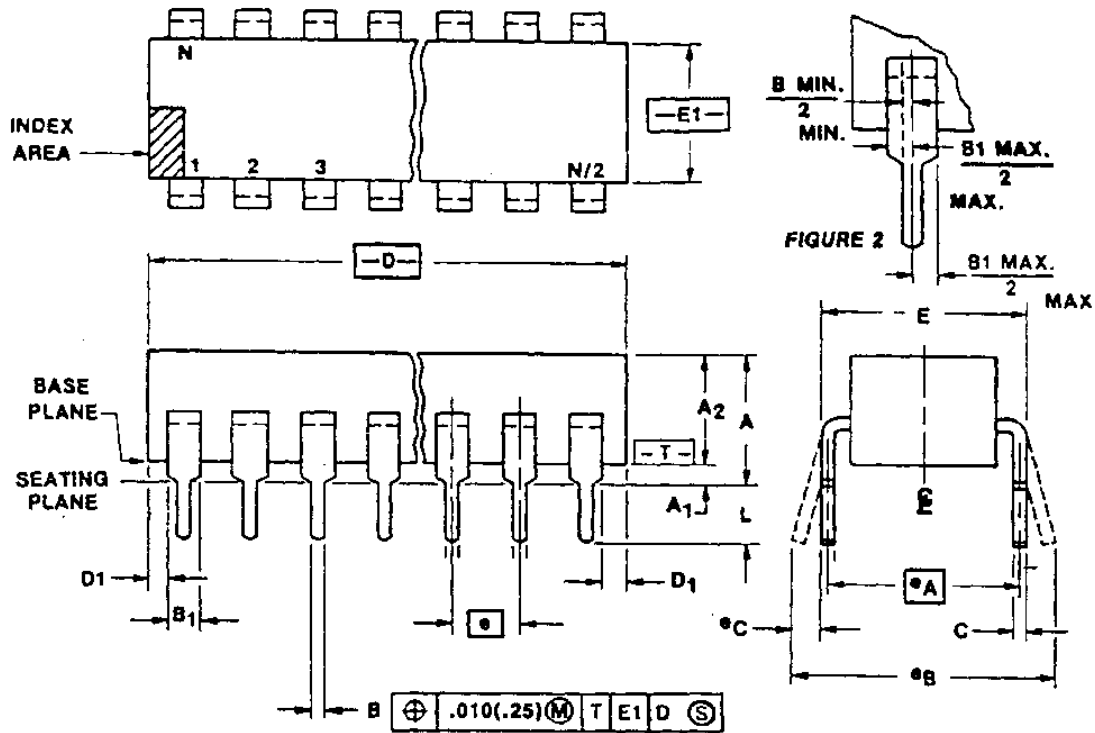 N
INDEX
AREA
1 2 3 N/2
-E1-
B MIN.
2
MIN.
B1 MAX.
2
MAX.
FIGURE 2
B1 MAX.
2
MAX
-D-
E
BASE
PLANE
SEATING
PLANE
A2
A
-T-
A1
L
D1
B1
D1
e
eA
eC
C
eB
B ⌖ .010(.25) Ⓜ T E1 D Ⓢ
℄